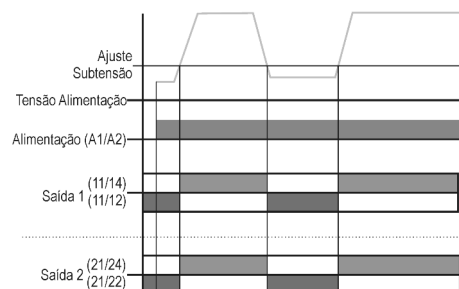 Ajuste
Subtensão
Tensão Alimentação
Alimentação (A1/A2)
Saída 1 (11/14)
(11/12)
Saída 2 (21/24)
(21/22)